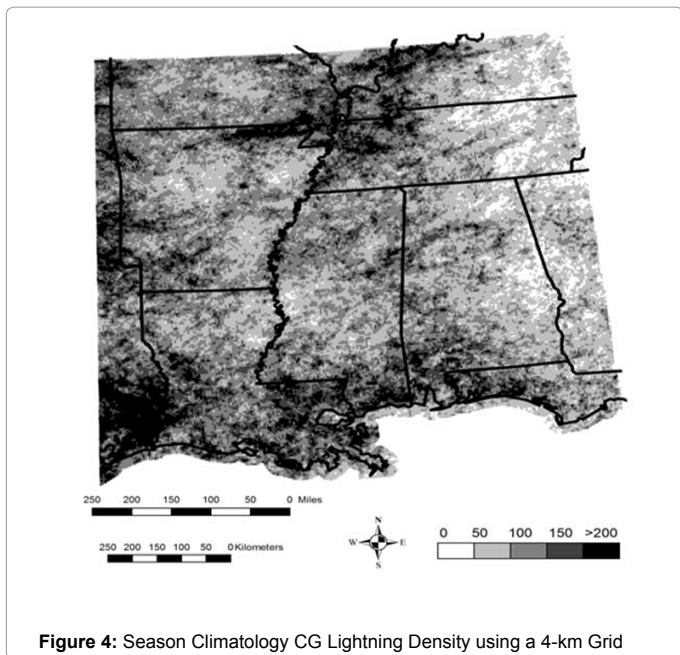 250 200 150 100 50 0 Miles
250 200 150 100 50 0 Kilometers
N
W E
S
0 50 100 150 >200
Figure 4: Season Climatology CG Lightning Density using a 4-km Grid